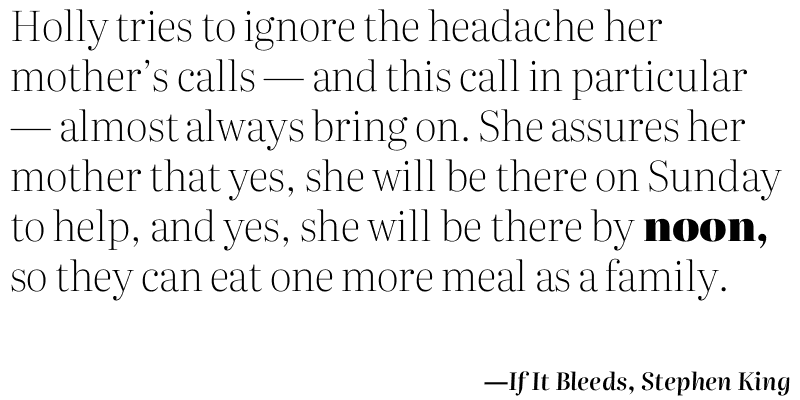 Holly tries to ignore the headache her
mother’s calls — and this call in particular
— almost always bring on. She assures her
mother that yes, she will be there on Sunday
to help, and yes, she will be there by noon,
so they can eat one more meal as a family.
—If It Bleeds, Stephen King